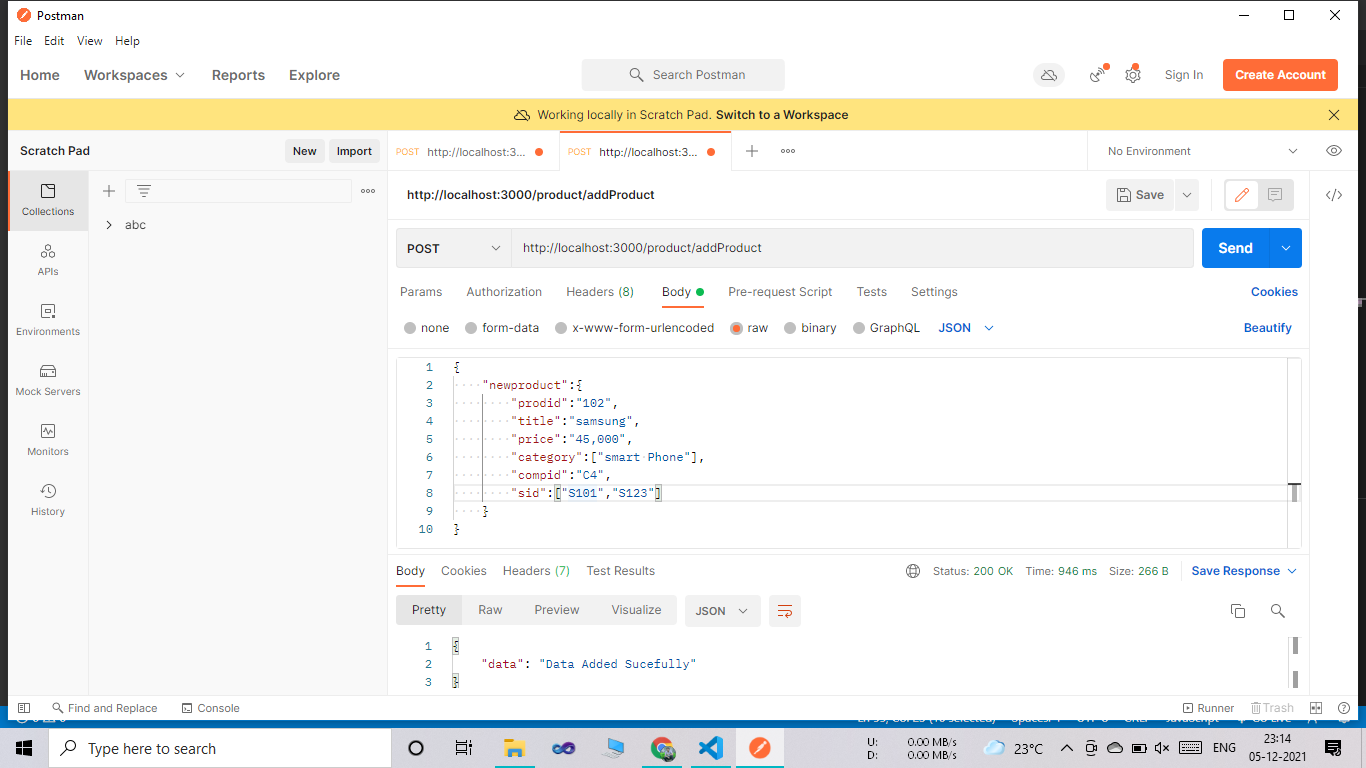 Postman
File Edit View Help
Home Workspaces Reports Explore Search Postman Sign In Create Account
Working locally in Scratch Pad. Switch to a Workspace
Scratch Pad New Import POST http://localhost:3... POST http://localhost:3... No Environment
http://localhost:3000/product/addProduct Save
Collections
abc
APIs
Environments
Mock Servers
Monitors
History
POST http://localhost:3000/product/addProduct Send
Params Authorization Headers (8) Body Pre-request Script Tests Settings Cookies
none form-data x-www-form-urlencoded raw binary GraphQL JSON Beautify
1 {
2 "newproduct":{
3 "prodid":"102",
4 "title":"samsung",
5 "price":"45,000",
6 "category":["smart Phone"],
7 "compid":"C4",
8 "sid":["S101","S123"]
9 }
10 }
Body Cookies Headers (7) Test Results Status: 200 OK Time: 946 ms Size: 266 B Save Response
Pretty Raw Preview Visualize JSON
1 {
2 "data": "Data Added Sucefully"
3 }
Find and Replace Console Runner Trash
Type here to search U: 0.00 MB/s 23°C ENG 23:14
D: 0.00 MB/s 05-12-2021